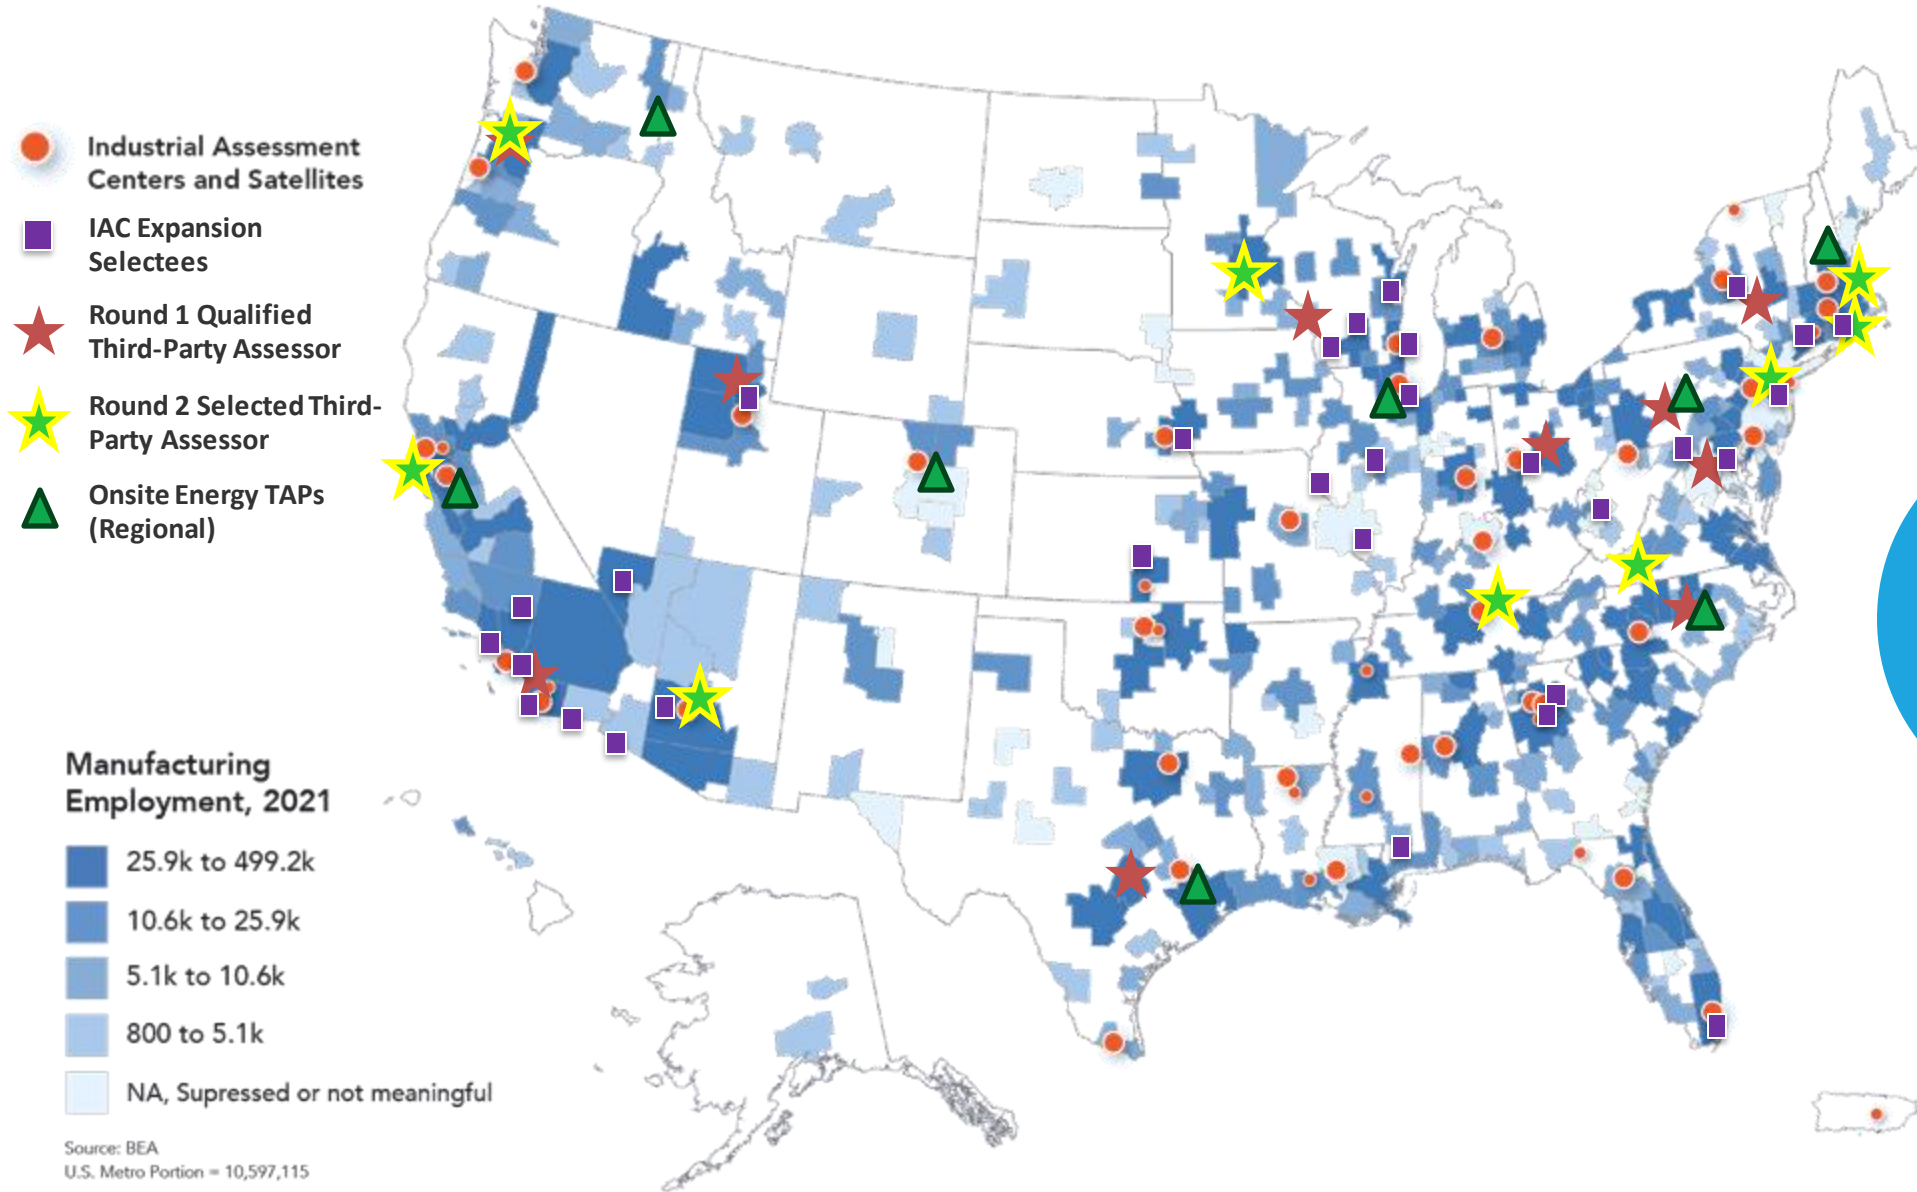 Industrial Assessment
Centers and Satellites
IAC Expansion
Selectees
Round 1 Qualified
Third-Party Assessor
Round 2 Selected Third-
Party Assessor
Onsite Energy TAPs
(Regional)
Manufacturing
Employment, 2021
25.9k to 499.2k
10.6k to 25.9k
5.1k to 10.6k
800 to 5.1k
NA, Supressed or not meaningful
Source: BEA
U.S. Metro Portion = 10,597,115